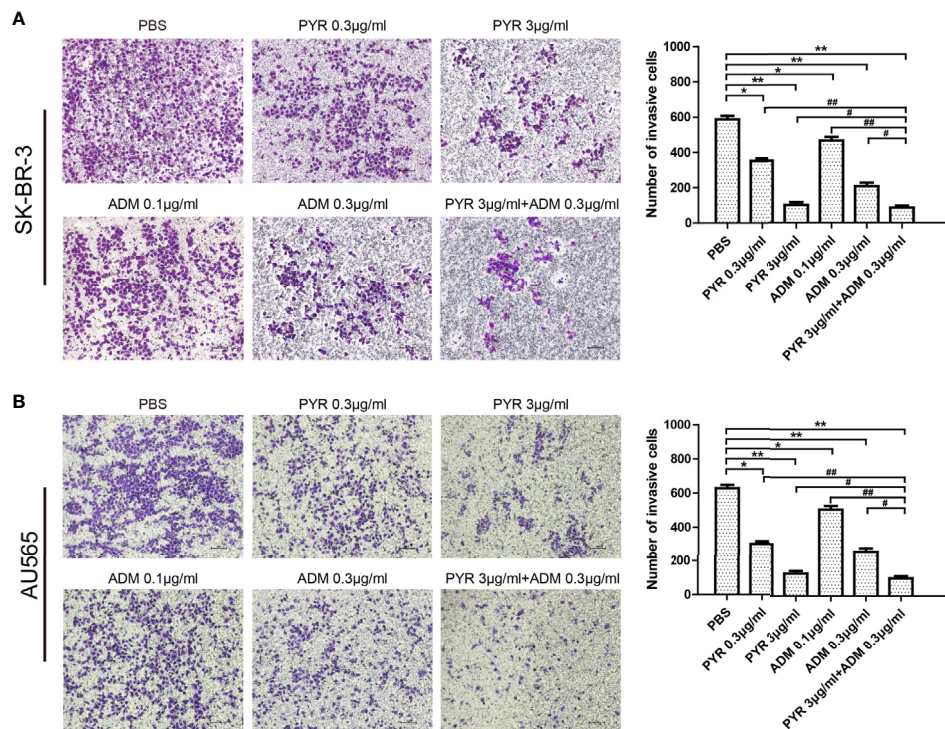 A
PBS
PYR 0.3µg/ml
PYR 3µg/ml
SK-BR-3
ADM 0.1µg/ml
ADM 0.3µg/ml
PYR 3µg/ml+ADM 0.3µg/ml
Number of invasive cells
1000
800
600
400
200
0
**
**
*
**
*
##
#
##
#
PBS
PYR 0.3µg/ml
PYR 3µg/ml
ADM 0.1µg/ml
ADM 0.3µg/ml
PYR 3µg/ml+ADM 0.3µg/ml
B
PBS
PYR 0.3µg/ml
PYR 3µg/ml
AU565
ADM 0.1µg/ml
ADM 0.3µg/ml
PYR 3µg/ml+ADM 0.3µg/ml
Number of invasive cells
1000
800
600
400
200
0
**
**
*
**
*
##
#
##
#
PBS
PYR 0.3µg/ml
PYR 3µg/ml
ADM 0.1µg/ml
ADM 0.3µg/ml
PYR 3µg/ml+ADM 0.3µg/ml